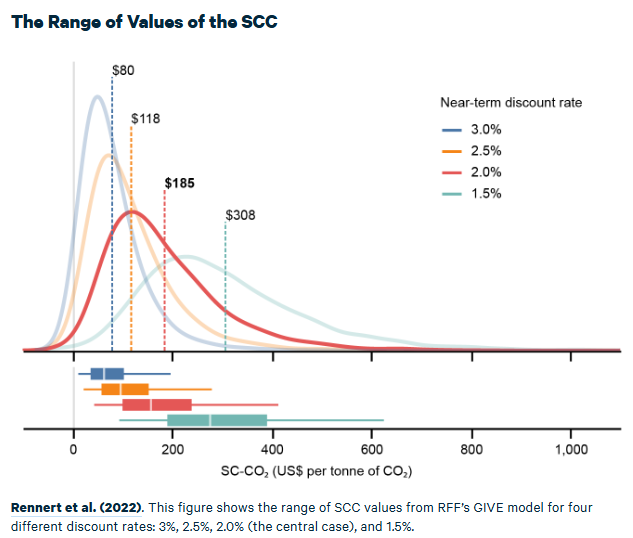 The Range of Values of the SCC
$80
$118
$185
$308
Near-term discount rate
3.0%
2.5%
2.0%
1.5%
0
200
400
600
800
1,000
SC-CO₂ (US$ per tonne of CO₂)
Rennert et al. (2022). This figure shows the range of SCC values from RFF's GIVE model for four
different discount rates: 3%, 2.5%, 2.0% (the central case), and 1.5%.